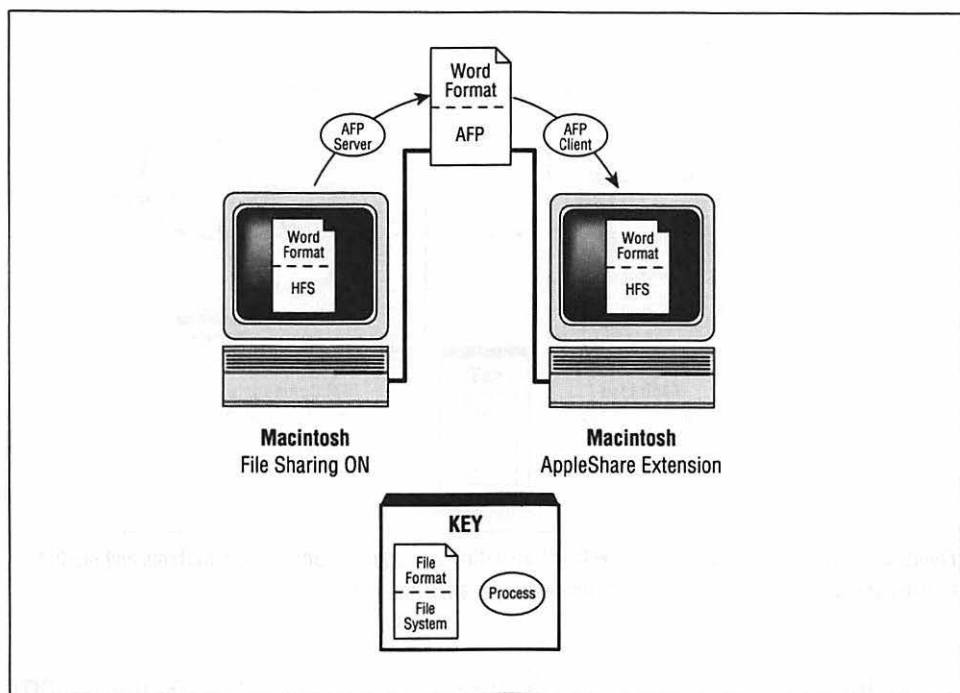 Word
Format
AFP
AFP
Server
AFP
Client
Word
Format
HFS
Word
Format
HFS
Macintosh
File Sharing ON
Macintosh
AppleShare Extension
KEY
File
Format
File
System
Process